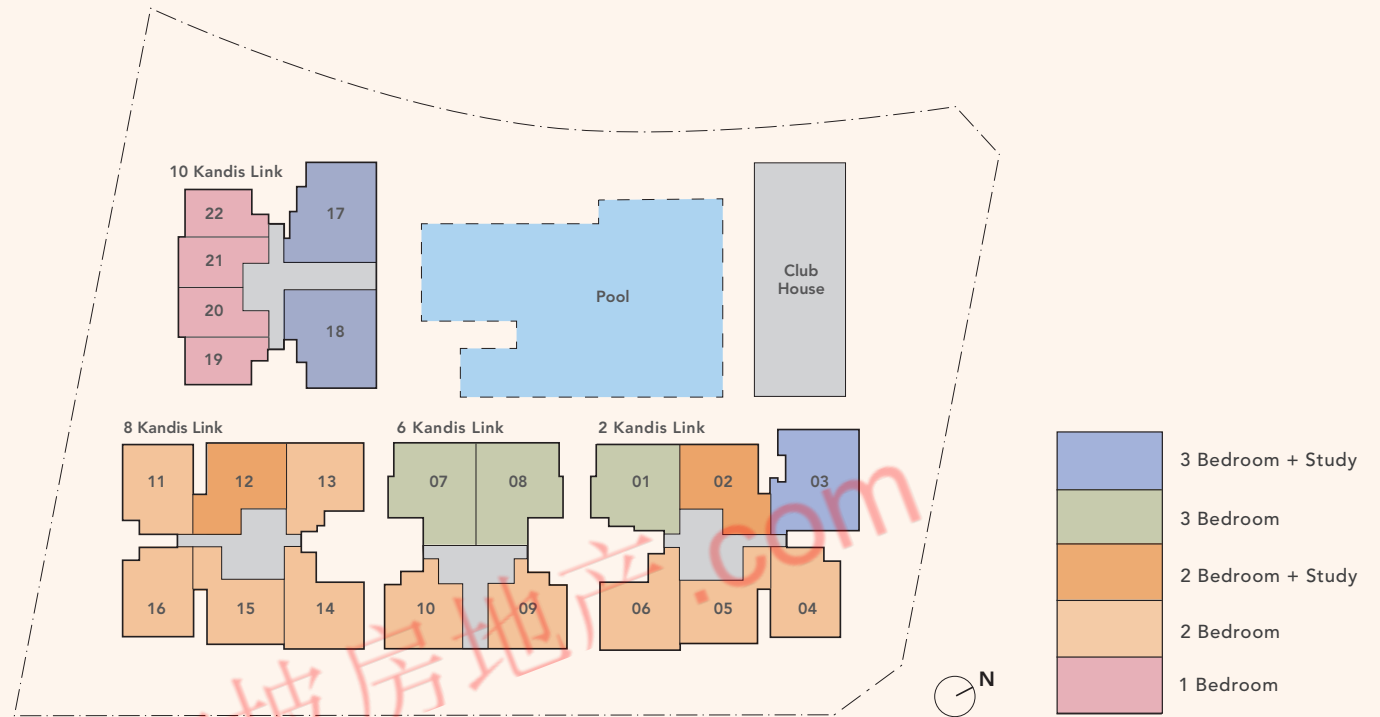 10 Kandis Link
22
17
21
20
18
19
Pool
Club
House
8 Kandis Link
6 Kandis Link
2 Kandis Link
11
12
13
07
08
01
02
03
16
15
14
10
09
06
05
04
3 Bedroom + Study
3 Bedroom
2 Bedroom + Study
2 Bedroom
1 Bedroom
N
坡房地产.com